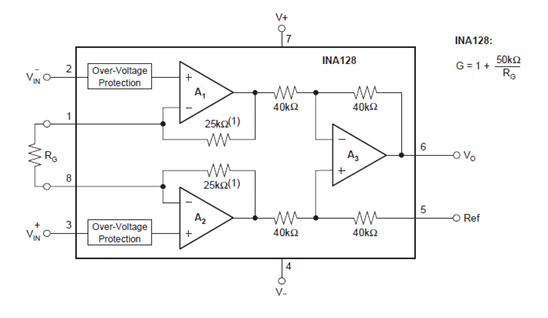 V+
7
INA128
INA128:
G = 1 + 50kΩ
RG
V−IN
2
Over-Voltage
Protection
+
A1
−
40kΩ
40kΩ
1
25kΩ(1)
RG
−
A3
+
6
VO
8
25kΩ(1)
−
A2
+
V+IN
3
Over-Voltage
Protection
40kΩ
40kΩ
5
Ref
4
V−